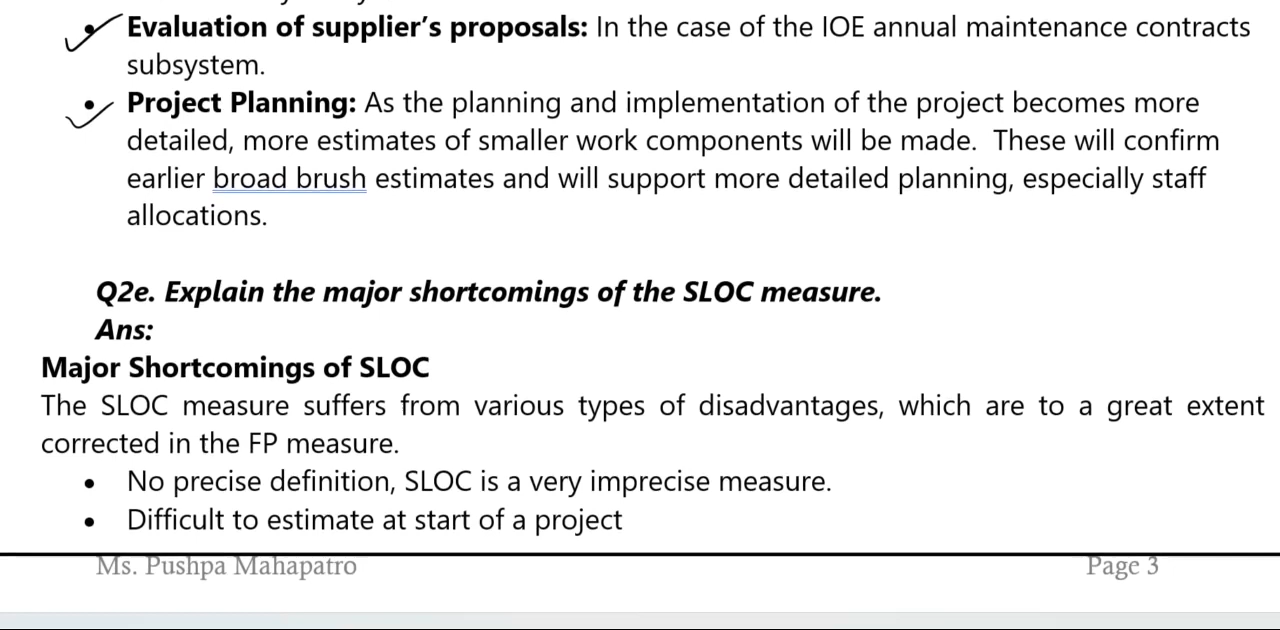 • Evaluation of supplier’s proposals: In the case of the IOE annual maintenance contracts
subsystem.
• Project Planning: As the planning and implementation of the project becomes more
detailed, more estimates of smaller work components will be made.  These will confirm
earlier broad brush estimates and will support more detailed planning, especially staff
allocations.
Q2e. Explain the major shortcomings of the SLOC measure.
Ans:
Major Shortcomings of SLOC
The SLOC measure suffers from various types of disadvantages, which are to a great extent
corrected in the FP measure.
• No precise definition, SLOC is a very imprecise measure.
• Difficult to estimate at start of a project
Ms. Pushpa Mahapatro Page 3